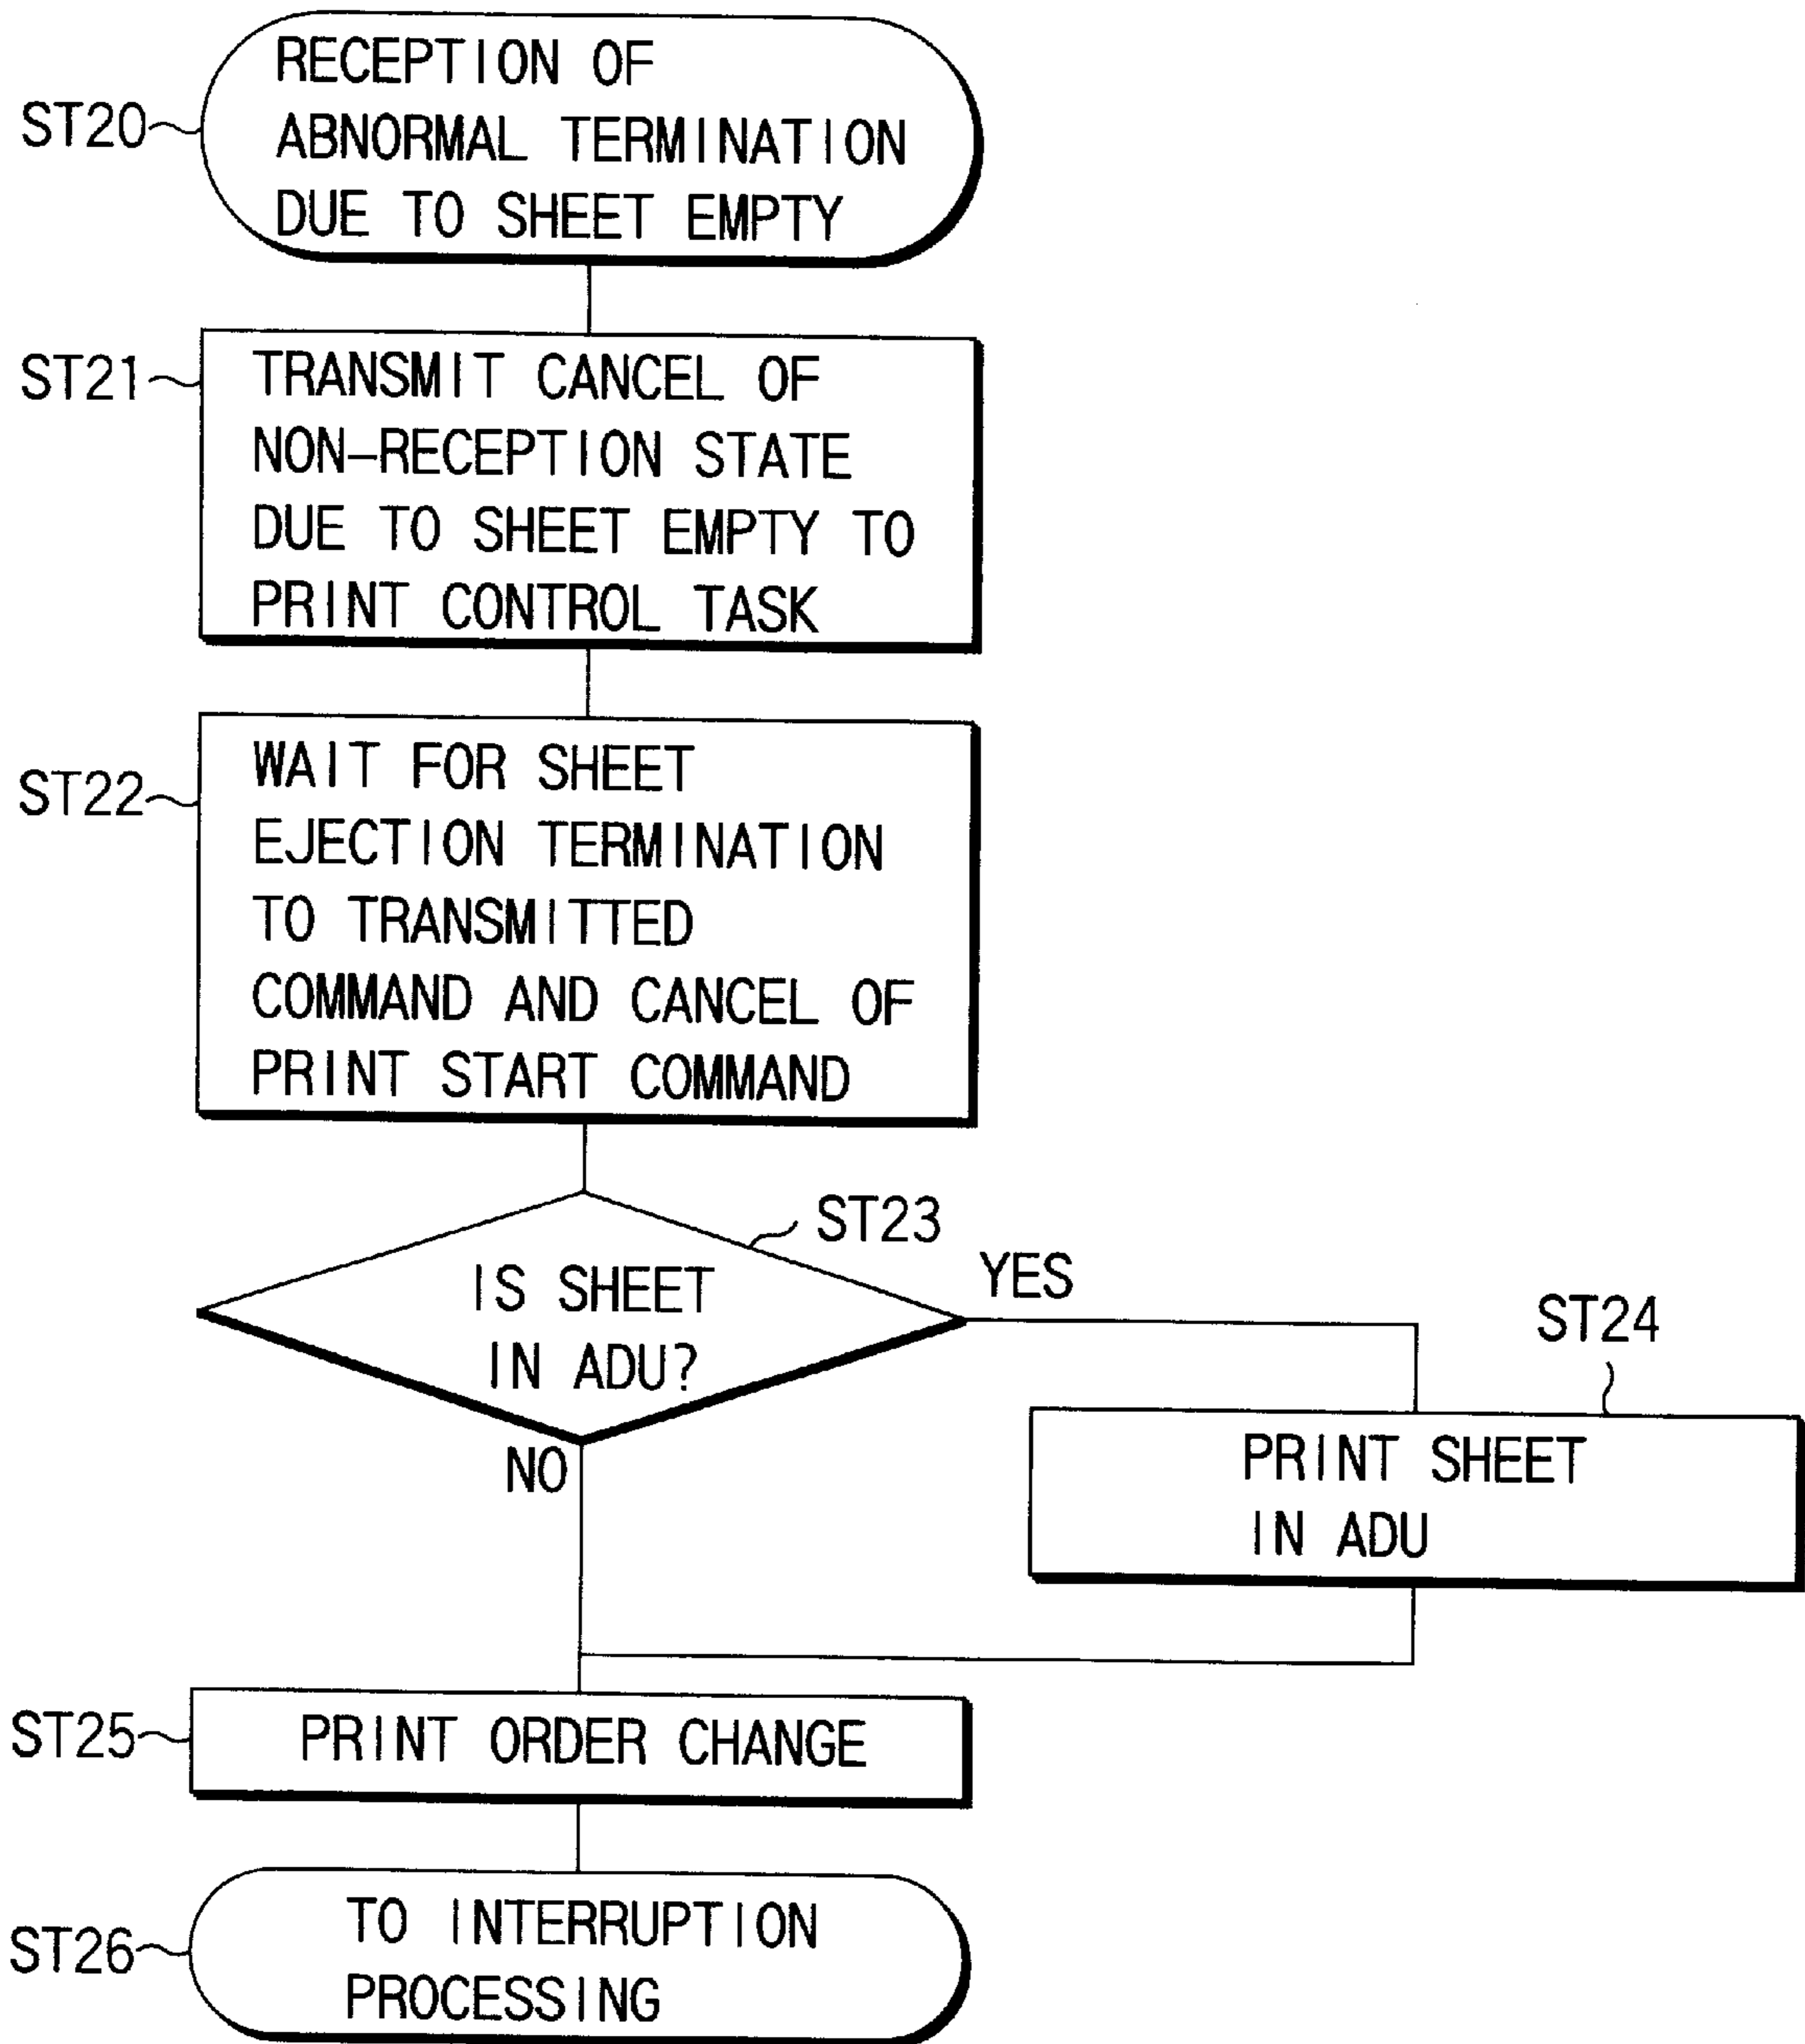 RECEPTION OF
ABNORMAL TERMINATION
DUE TO SHEET EMPTY
ST20
TRANSMIT CANCEL OF
NON-RECEPTION STATE
DUE TO SHEET EMPTY TO
PRINT CONTROL TASK
ST21
WAIT FOR SHEET
EJECTION TERMINATION
TO TRANSMITTED
COMMAND AND CANCEL OF
PRINT START COMMAND
ST22
ST23
IS SHEET
IN ADU?
YES
NO
ST24
PRINT SHEET
IN ADU
ST25
PRINT ORDER CHANGE
ST26
TO INTERRUPTION
PROCESSING